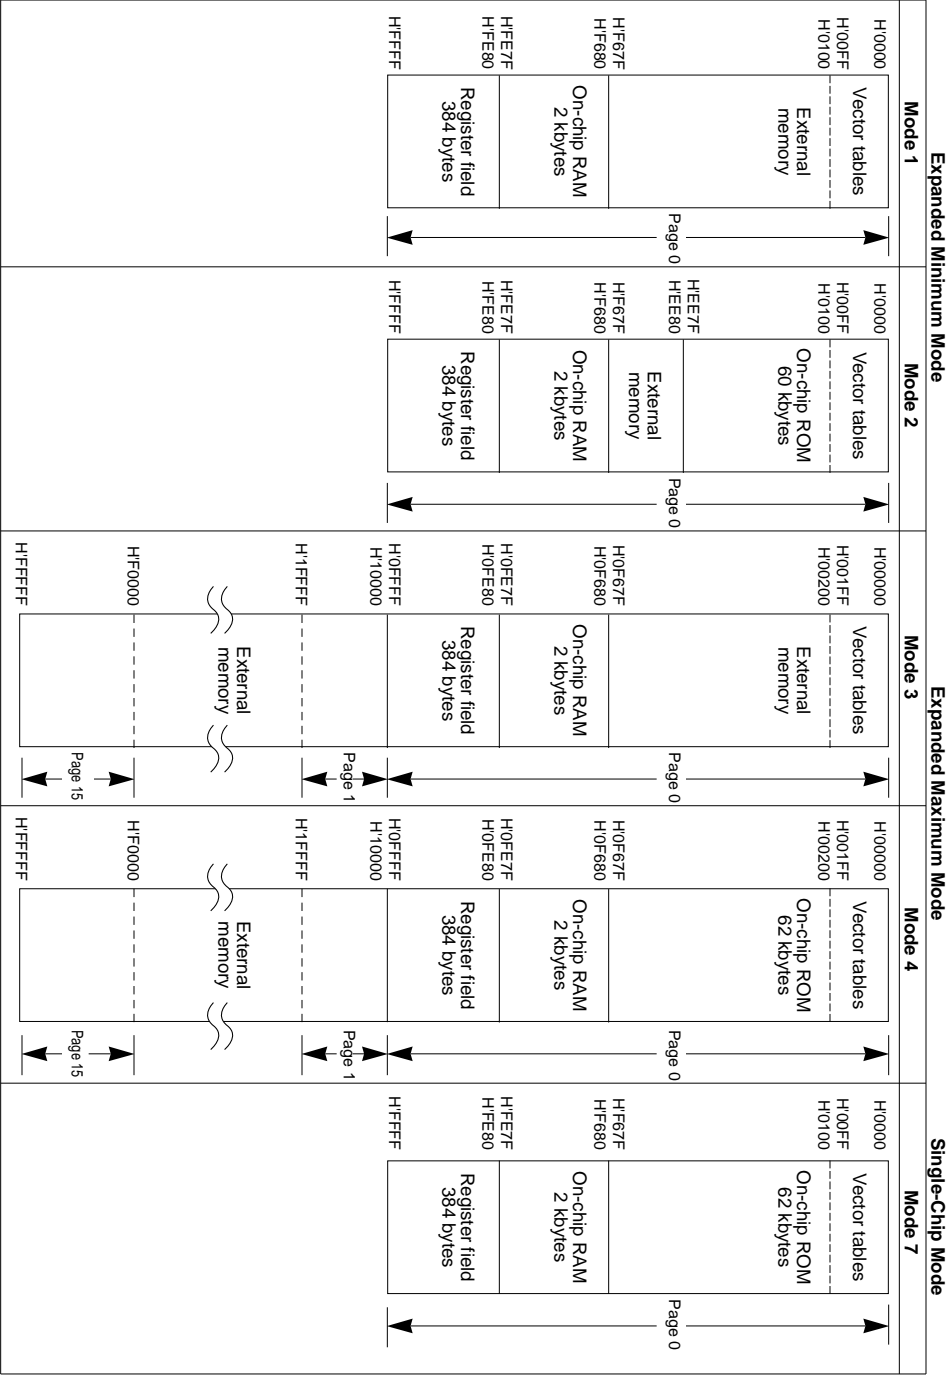 Expanded Minimum Mode
Expanded Maximum Mode
Single-Chip Mode
Mode 1
H'0000
H'00FF
H'0100
H'F67F
H'F680
H'FE7F
H'FE80
H'FFFF
Vector tables
External
memory
On-chip RAM
2 kbytes
Register field
384 bytes
Page 0
Mode 2
H'0000
H'00FF
H'0100
H'EE7F
H'EE80
H'F67F
H'F680
H'FE7F
H'FE80
H'FFFF
Vector tables
On-chip ROM
60 kbytes
External
memory
On-chip RAM
2 kbytes
Register field
384 bytes
Page 0
Mode 3
H'00000
H'001FF
H'00200
H'0F67F
H'0F680
H'0FE7F
H'0FE80
H'0FFFF
H'10000
H'1FFFF
H'F0000
H'FFFFF
Vector tables
External
memory
On-chip RAM
2 kbytes
Register field
384 bytes
External
memory
Page 0
Page 1
Page 15
Mode 4
H'00000
H'001FF
H'00200
H'0F67F
H'0F680
H'0FE7F
H'0FE80
H'0FFFF
H'10000
H'1FFFF
H'F0000
H'FFFFF
Vector tables
On-chip ROM
62 kbytes
On-chip RAM
2 kbytes
Register field
384 bytes
External
memory
Page 0
Page 1
Page 15
Mode 7
H'0000
H'00FF
H'0100
H'F67F
H'F680
H'FE7F
H'FE80
H'FFFF
Vector tables
On-chip ROM
62 kbytes
On-chip RAM
2 kbytes
Register field
384 bytes
Page 0